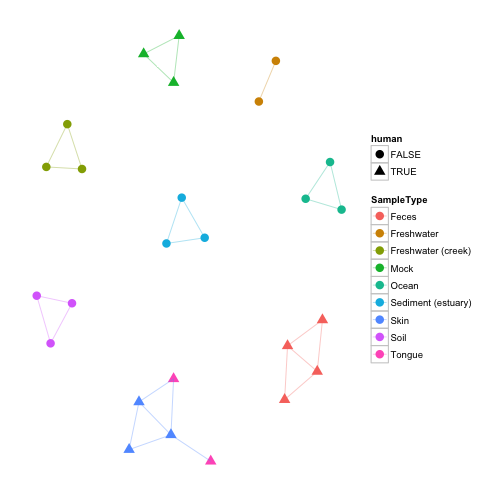 human
FALSE
TRUE
SampleType
Feces
Freshwater
Freshwater (creek)
Mock
Ocean
Sediment (estuary)
Skin
Soil
Tongue